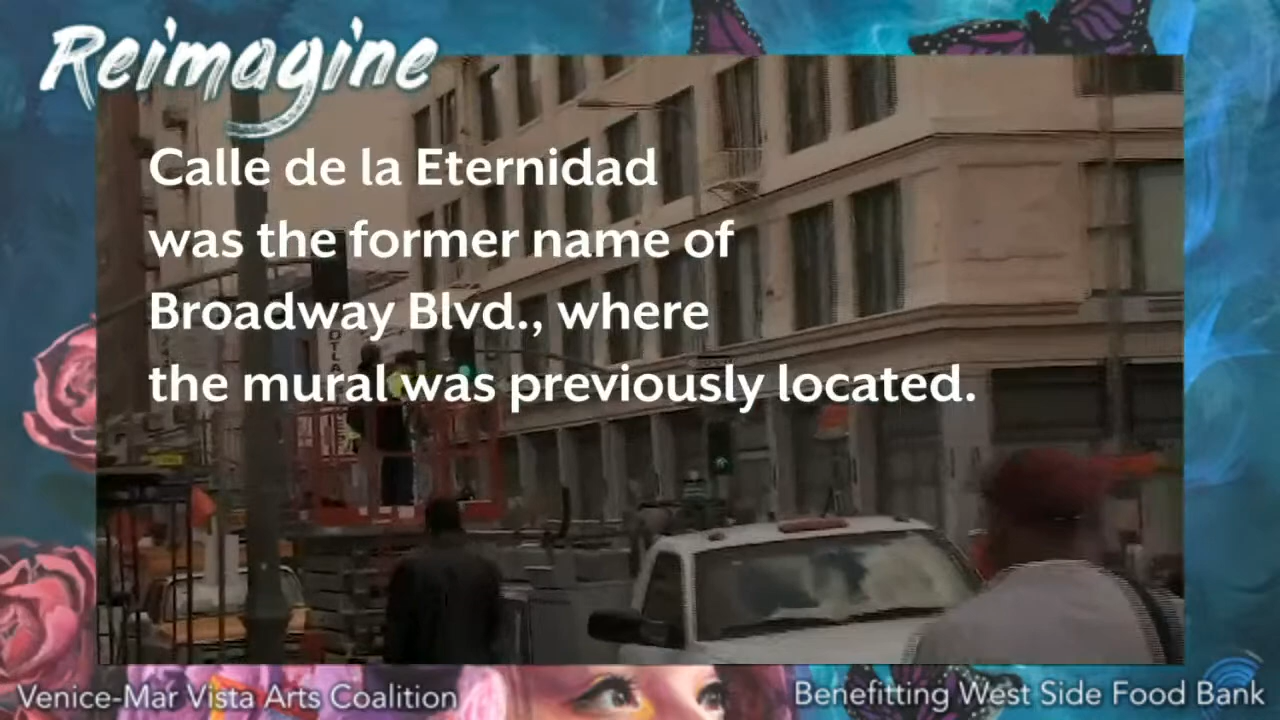 Reimagine
Calle de la Eternidad
was the former name of
Broadway Blvd., where
the mural was previously located.
Venice-Mar Vista Arts Coalition
Benefitting West Side Food Bank